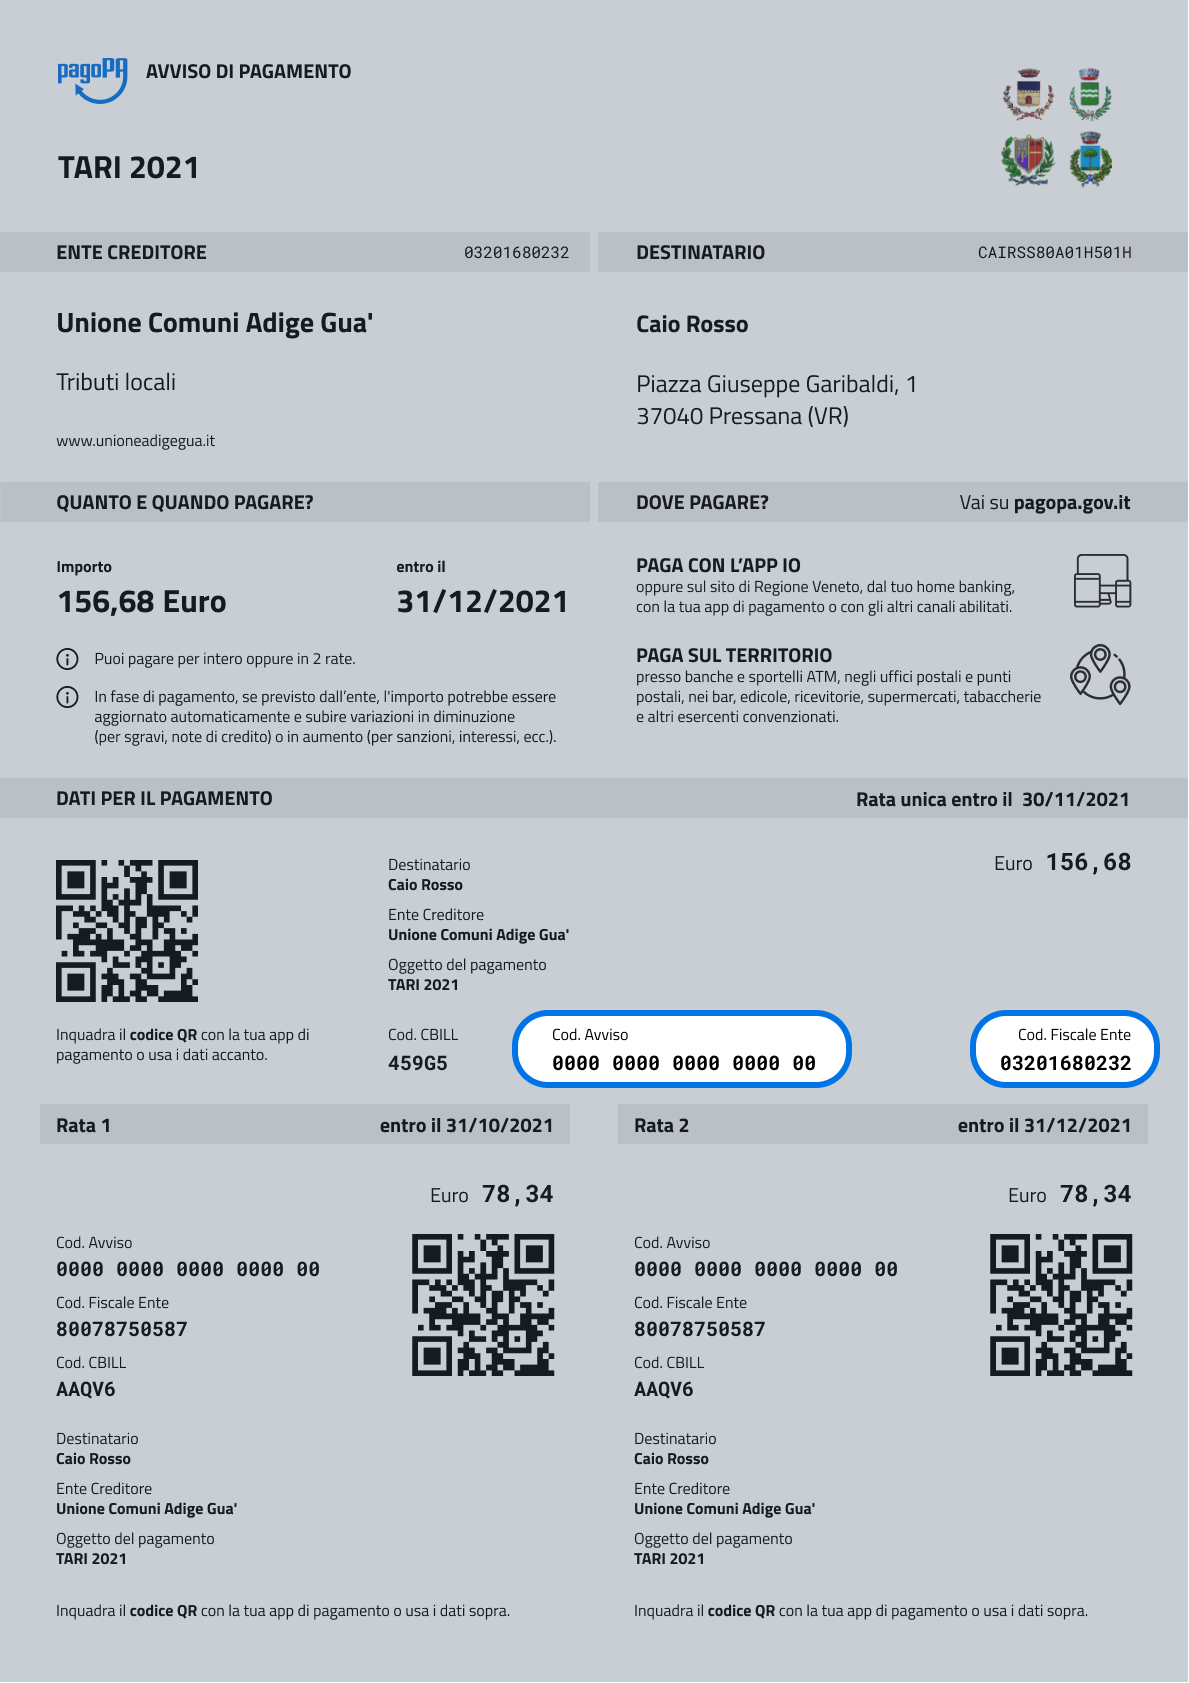 pagoPA AVVISO DI PAGAMENTO
TARI 2021
ENTE CREDITORE 03201680232
Unione Comuni Adige Gua'
Tributi locali
www.unioneadigegua.it
DESTINATARIO CAIRSS80A01H501H
Caio Rosso
Piazza Giuseppe Garibaldi, 1
37040 Pressana (VR)
QUANTO E QUANDO PAGARE?
Importo entro il
156,68 Euro 31/12/2021
Puoi pagare per intero oppure in 2 rate.
In fase di pagamento, se previsto dall’ente, l'importo potrebbe essere
aggiornato automaticamente e subire variazioni in diminuzione
(per sgravi, note di credito) o in aumento (per sanzioni, interessi, ecc.).
DOVE PAGARE? Vai su pagopa.gov.it
PAGA CON L’APP IO
oppure sul sito di Regione Veneto, dal tuo home banking,
con la tua app di pagamento o con gli altri canali abilitati.
PAGA SUL TERRITORIO
presso banche e sportelli ATM, negli uffici postali e punti
postali, nei bar, edicole, ricevitorie, supermercati, tabaccherie
e altri esercenti convenzionati.
DATI PER IL PAGAMENTO Rata unica entro il 30/11/2021
Euro 156,68
Destinatario
Caio Rosso
Ente Creditore
Unione Comuni Adige Gua'
Oggetto del pagamento
TARI 2021
Inquadra il codice QR con la tua app di
pagamento o usa i dati accanto.
Cod. CBILL Cod. Avviso Cod. Fiscale Ente
459G5 0000 0000 0000 0000 00 03201680232
Rata 1 entro il 31/10/2021
Euro 78,34
Cod. Avviso
0000 0000 0000 0000 00
Cod. Fiscale Ente
80078750587
Cod. CBILL
AAQV6
Destinatario
Caio Rosso
Ente Creditore
Unione Comuni Adige Gua'
Oggetto del pagamento
TARI 2021
Inquadra il codice QR con la tua app di pagamento o usa i dati sopra.
Rata 2 entro il 31/12/2021
Euro 78,34
Cod. Avviso
0000 0000 0000 0000 00
Cod. Fiscale Ente
80078750587
Cod. CBILL
AAQV6
Destinatario
Caio Rosso
Ente Creditore
Unione Comuni Adige Gua'
Oggetto del pagamento
TARI 2021
Inquadra il codice QR con la tua app di pagamento o usa i dati sopra.